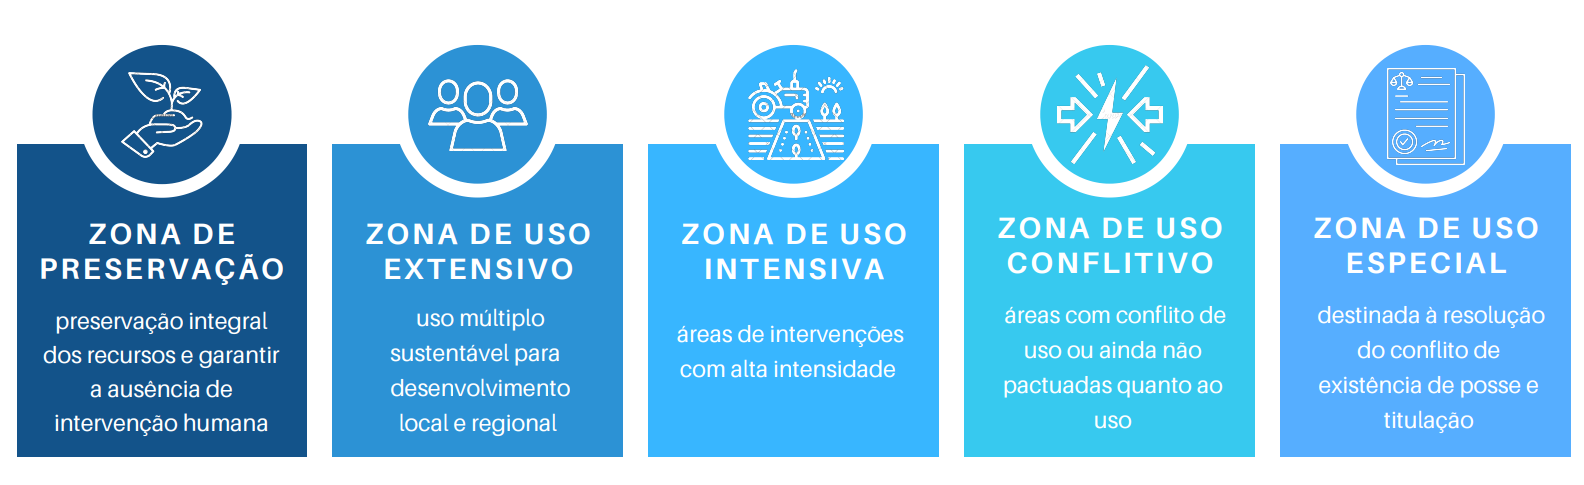 ZONA DE
PRESERVAÇÃO
preservação integral
dos recursos e garantir
a ausência de
intervenção humana
ZONA DE USO
EXTENSIVO
uso múltiplo
sustentável para
desenvolvimento
local e regional
ZONA DE USO
INTENSIVA
áreas de intervenções
com alta intensidade
ZONA DE USO
CONFLITIVO
áreas com conflito de
uso ou ainda não
pactuadas quanto ao
uso
ZONA DE USO
ESPECIAL
destinada à resolução
do conflito de
existência de posse e
titulação